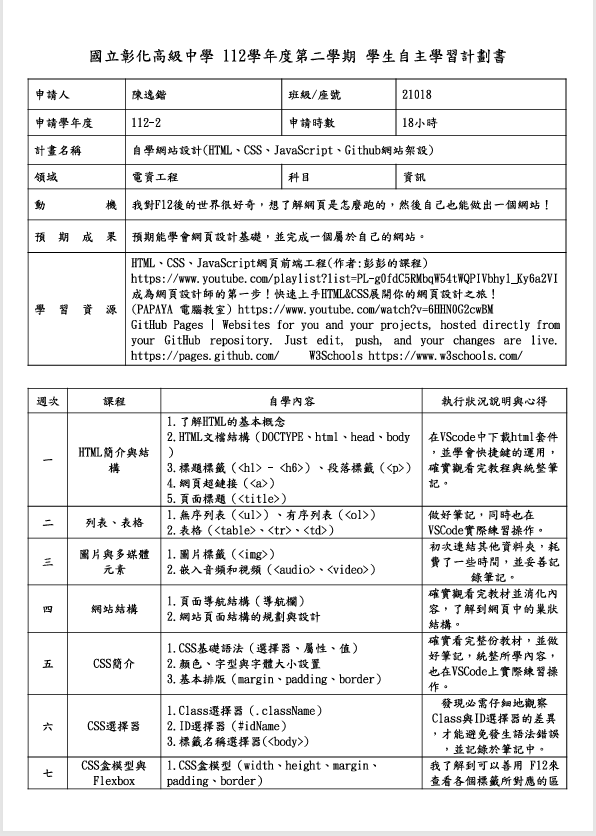 國立彰化高級中學 112學年度第二學期 學生自主學習計劃書
申請人 陳逸鍇 班級/座號 21018
申請學年度 112-2 申請時數 18小時
計畫名稱 自學網站設計(HTML、CSS、JavaScript、Github網站架設)
領域 電資工程 科目 資訊
動機 我對F12後的世界很好奇，想了解網頁是怎麼跑的，然後自己也能做出一個網站！
預期成果 預期能學會網頁設計基礎，並完成一個屬於自己的網站。
學習資源
HTML、CSS、JavaScript網頁前端工程(作者:彭彭的課程)
https://www.youtube.com/playlist?list=PL-g0fdC5RMbqW54tWQPIVbhyl_Ky6a2VI
成為網頁設計師的第一步！快速上手HTML&CSS展開你的網頁設計之旅！
(PAPAYA 電腦教室) https://www.youtube.com/watch?v=6HHN0G2cwBM
GitHub Pages | Websites for you and your projects, hosted directly from
your GitHub repository. Just edit, push, and your changes are live.
https://pages.github.com/ W3Schools https://www.w3schools.com/
週次 課程 自學內容 執行狀況說明與心得
一
HTML簡介與結
構
1.了解HTML的基本概念
2.HTML文檔結構（DOCTYPE、html、head、body
）
3.標題標籤（<h1> - <h6>）、段落標籤（<p>）
4.網頁超連接（<a>）
5.頁面標題（<title>）
在VScode中下載html套件
，並學會快捷鍵的運用，
確實觀看完教程與統整筆
記。
二
列表、表格
1.無序列表（<ul>）、有序列表（<ol>）
2.表格（<table>、<tr>、<td>）
做好筆記，同時也在
VSCode實際練習操作。
三
圖片與多媒體
元素
1.圖片標籤（<img>）
2.嵌入音頻和視頻（<audio>、<video>）
初次連結其他資料夾，耗
費了一些時間，並妥善記
錄筆記。
四
網站結構
1.頁面導航結構（導航欄）
2.網站頁面結構的規劃與設計
確實觀看完教材並消化內
容，了解到網頁中的巢狀
結構。
五
CSS簡介
1.CSS基礎語法（選擇器、屬性、值）
2.顏色、字型與字體大小設置
3.基本排版（margin、padding、border）
確實看完整份教材，並做
好筆記，統整所學內容，
也在VSCode上實際練習操
作。
六
CSS選擇器
1.Class選擇器（.className）
2.ID選擇器（#idName）
3.標籤名稱選擇器(<body>)
發現必需仔細地觀察
Class與ID選擇器的差異
，才能避免發生語法錯誤
，並記錄於筆記中。
七
CSS盒模型與
Flexbox
1.CSS盒模型（width、height、margin、
padding、border）
我了解到可以善用 F12來
查看各個標籤所對應的區